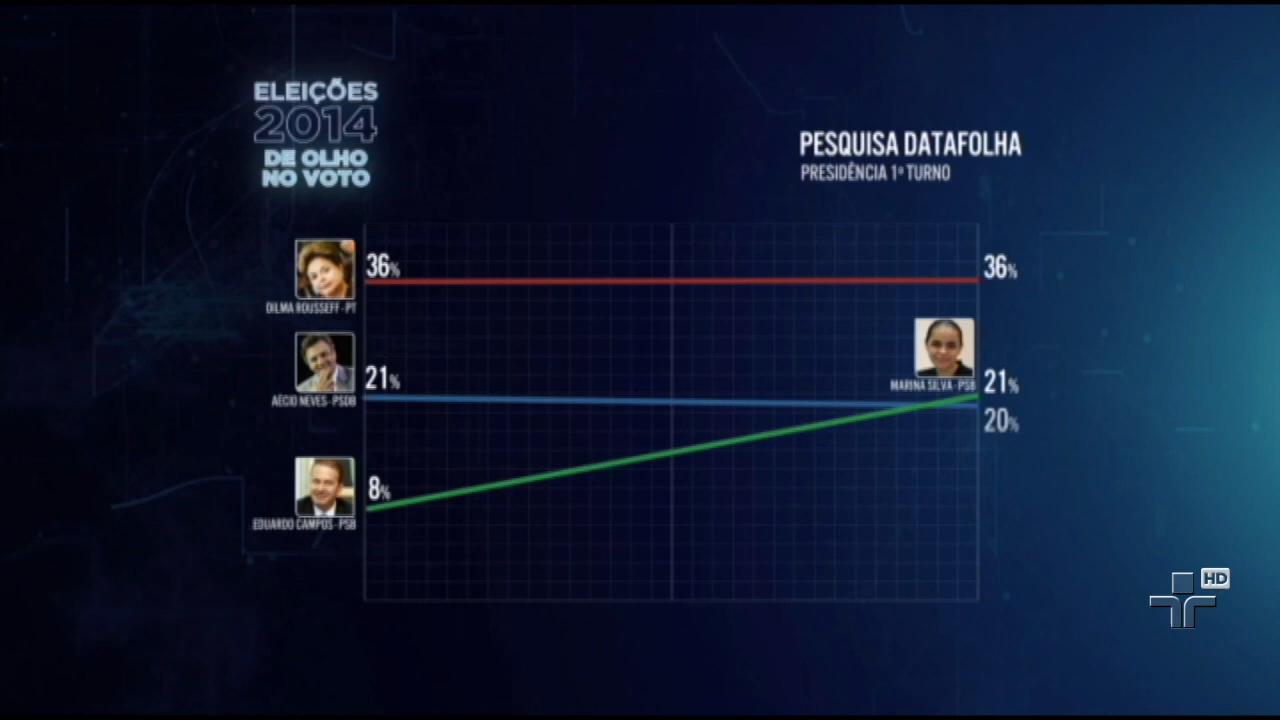 ELEIÇÕES
2014
DE OLHO
NO VOTO
PESQUISA DATAFOLHA
PRESIDÊNCIA 1º TURNO
36%
36%
DILMA ROUSSEFF - PT
21%
AÉCIO NEVES - PSDB
MARINA SILVA - PSB
21%
20%
8%
EDUARDO CAMPOS - PSB
HD